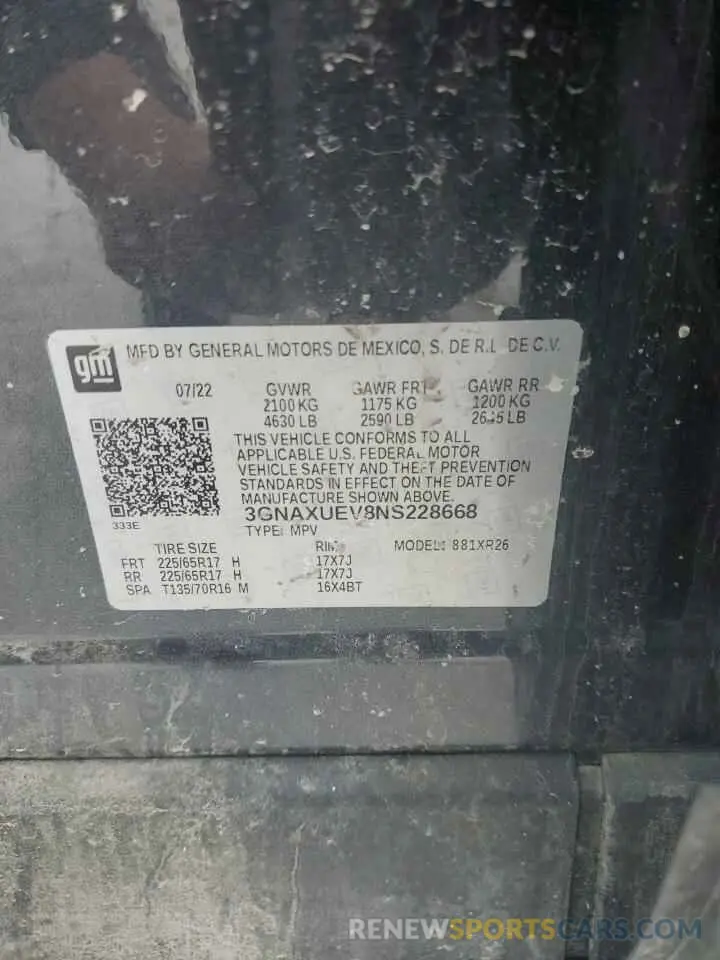 gm MFD BY GENERAL MOTORS DE MEXICO, S. DE R.L. DE C.V.
07/22 GVWR GAWR FRT GAWR RR
2100 KG 1175 KG 1200 KG
4630 LB 2590 LB 2645 LB
THIS VEHICLE CONFORMS TO ALL
APPLICABLE U.S. FEDERAL MOTOR
VEHICLE SAFETY AND THEFT PREVENTION
STANDARDS IN EFFECT ON THE DATE OF
MANUFACTURE SHOWN ABOVE.
3GNAXUEV8NS228668
333E TYPE: MPV
TIRE SIZE RIM MODEL: 881XR26
FRT 225/65R17 H 17X7J
RR 225/65R17 H 17X7J
SPA T135/70R16 M 16X4BT
RENEWSPORTSCARS.COM